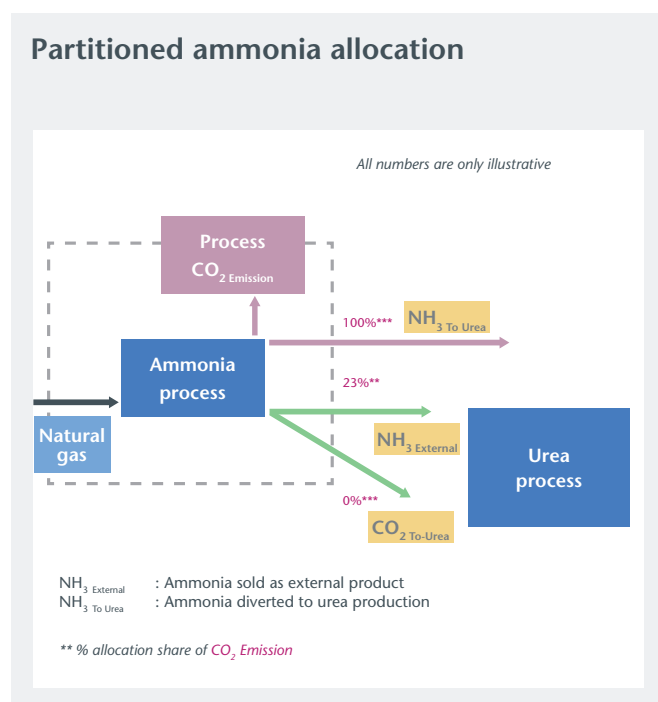 Partitioned ammonia allocation
All numbers are only illustrative
Process
CO2 Emission
100%***
NH3 To Urea
Ammonia
process
23%**
Natural
gas
NH3 External
Urea
process
0%***
CO2 To-Urea
NH3 External : Ammonia sold as external product
NH3 To Urea : Ammonia diverted to urea production
** % allocation share of CO2 Emission